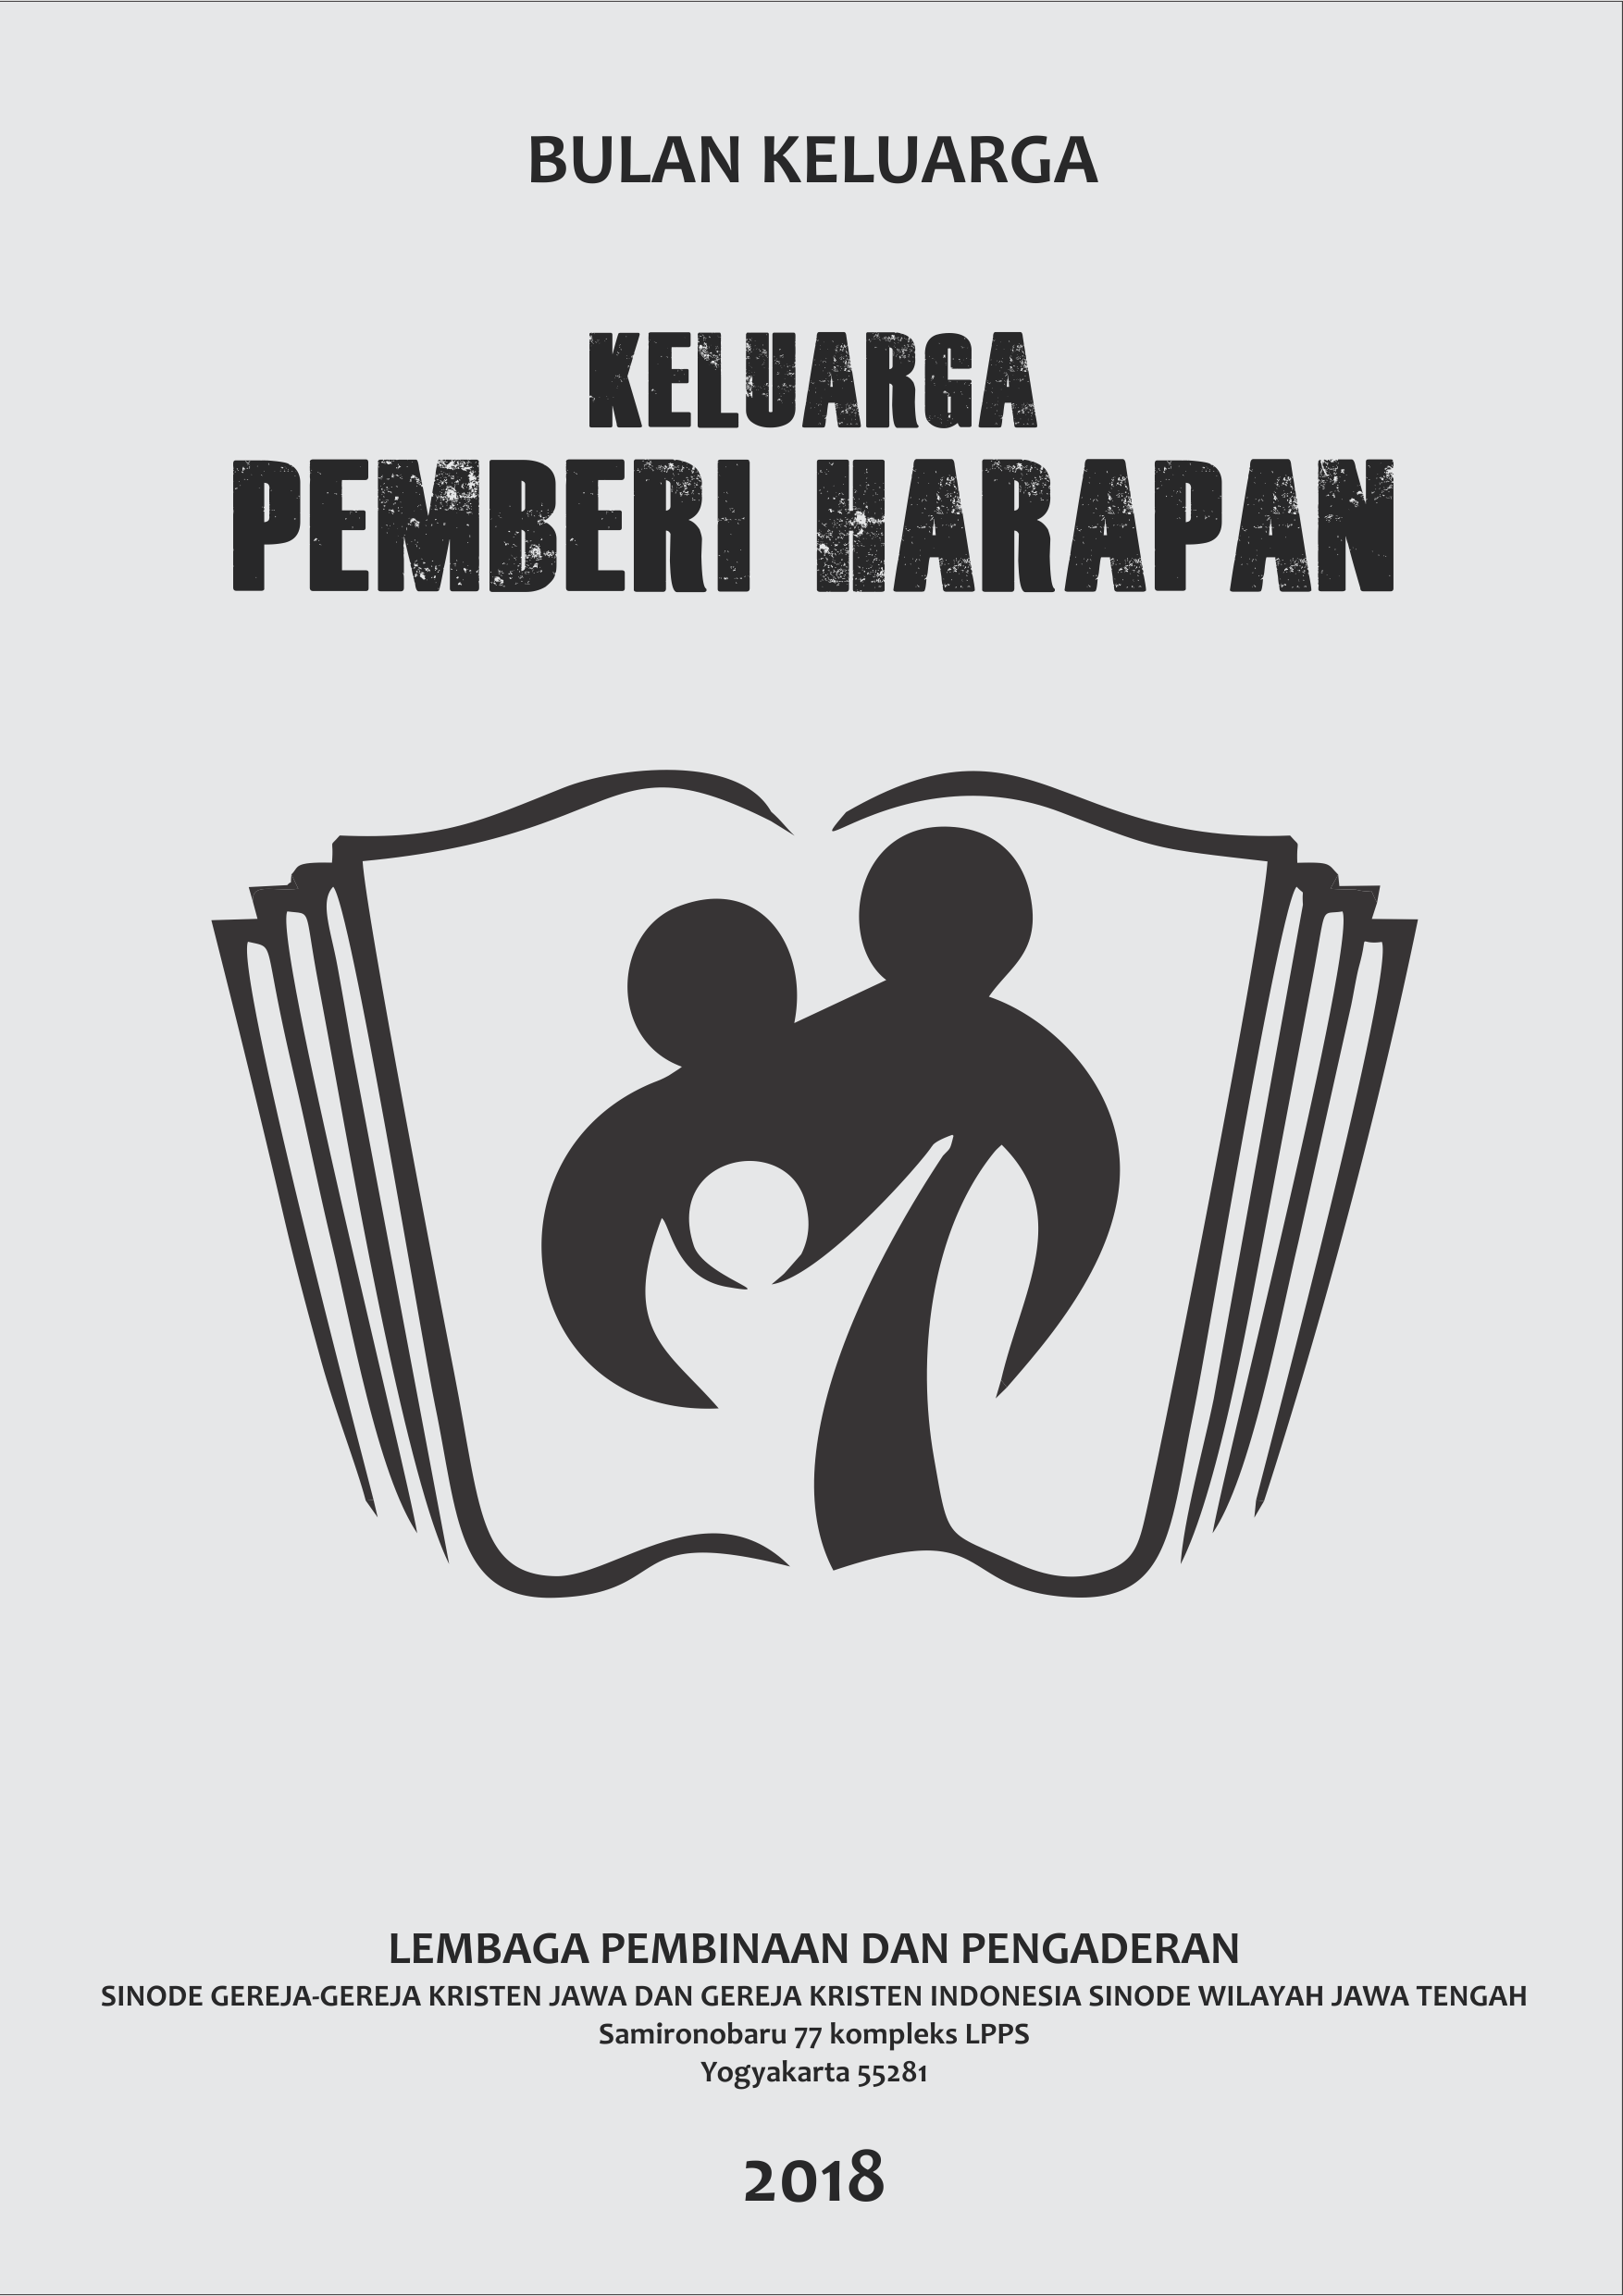 BULAN KELUARGA
KELUARGA
PEMBERI HARAPAN
LEMBAGA PEMBINAAN DAN PENGADERAN
SINODE GEREJA-GEREJA KRISTEN JAWA DAN GEREJA KRISTEN INDONESIA SINODE WILAYAH JAWA TENGAH
Samironobaru 77 kompleks LPPS
Yogyakarta 55281
2018